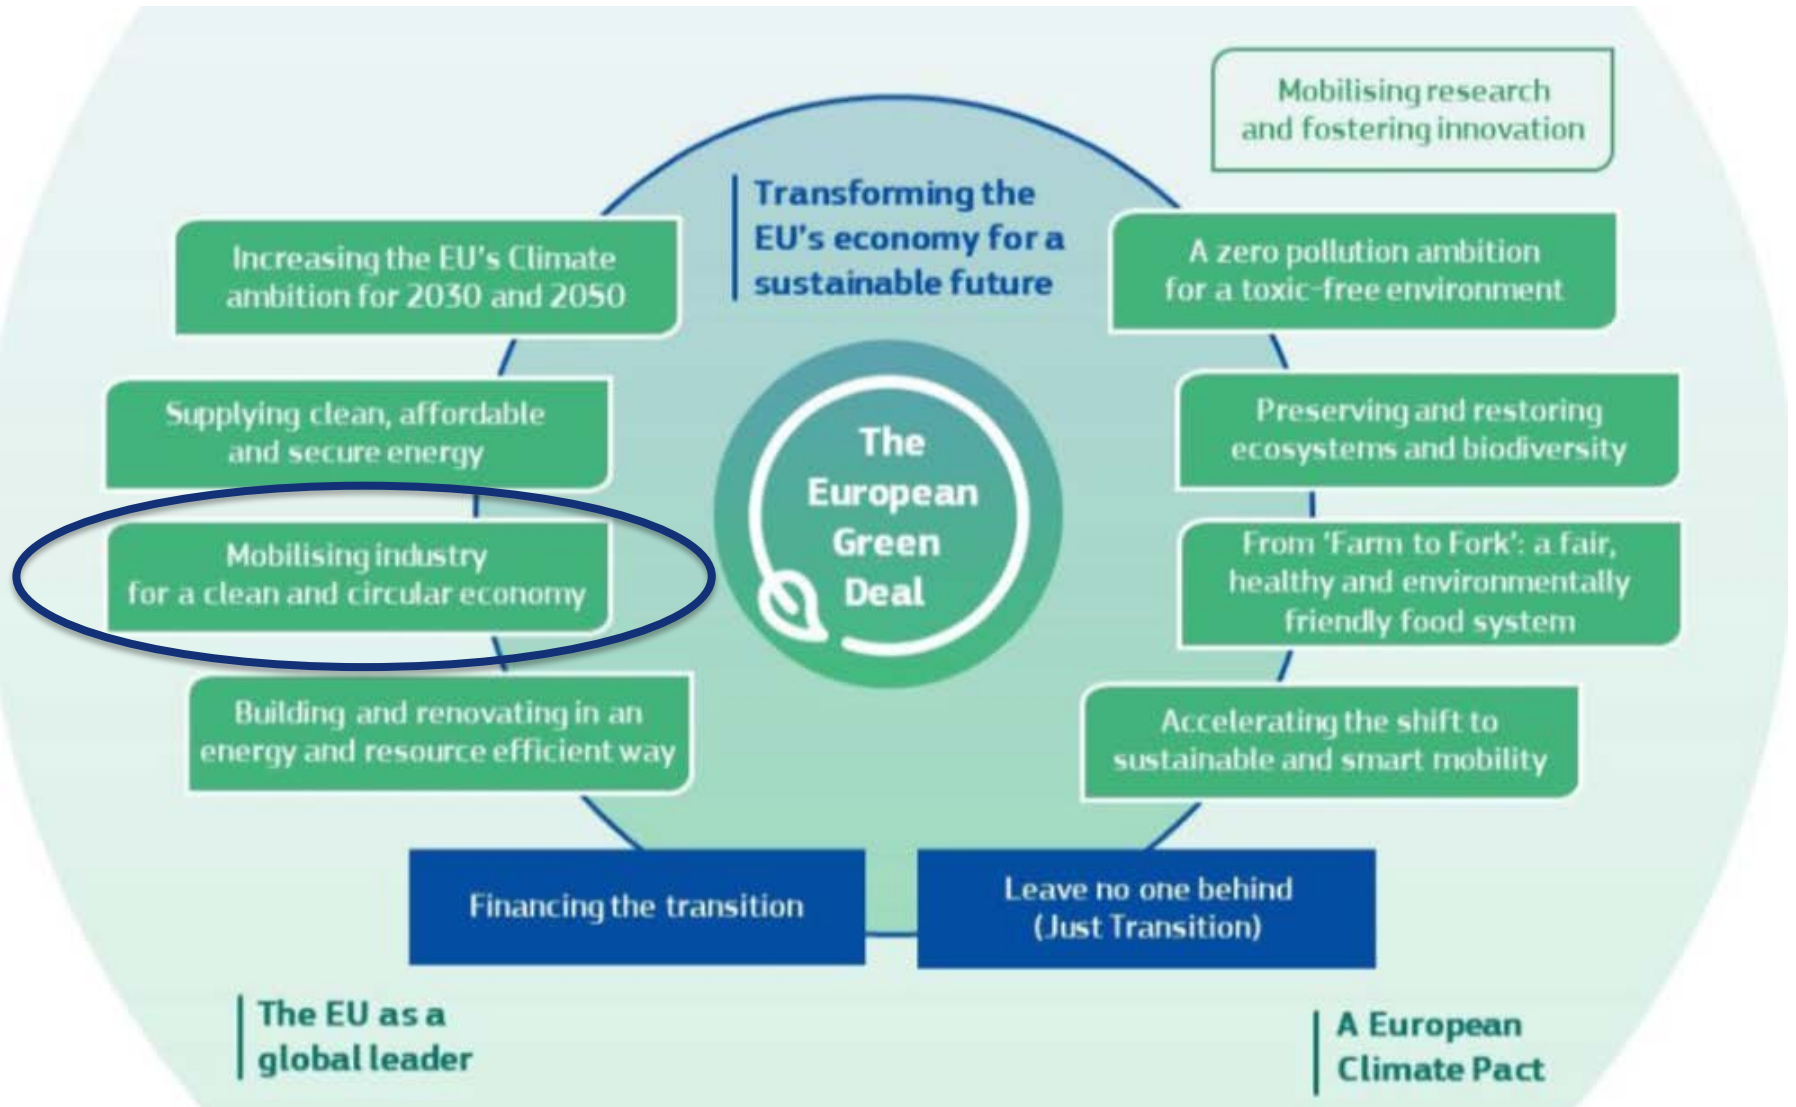 Mobilising research
and fostering innovation
Transforming the
EU's economy for a
sustainable future
Increasing the EU's Climate
ambition for 2030 and 2050
A zero pollution ambition
for a toxic-free environment
Supplying clean, affordable
and secure energy
Preserving and restoring
ecosystems and biodiversity
The
European
Green
Deal
Mobilising industry
for a clean and circular economy
From 'Farm to Fork': a fair,
healthy and environmentally
friendly food system
Building and renovating in an
energy and resource efficient way
Accelerating the shift to
sustainable and smart mobility
Financing the transition
Leave no one behind
(Just Transition)
The EU as a
global leader
A European
Climate Pact